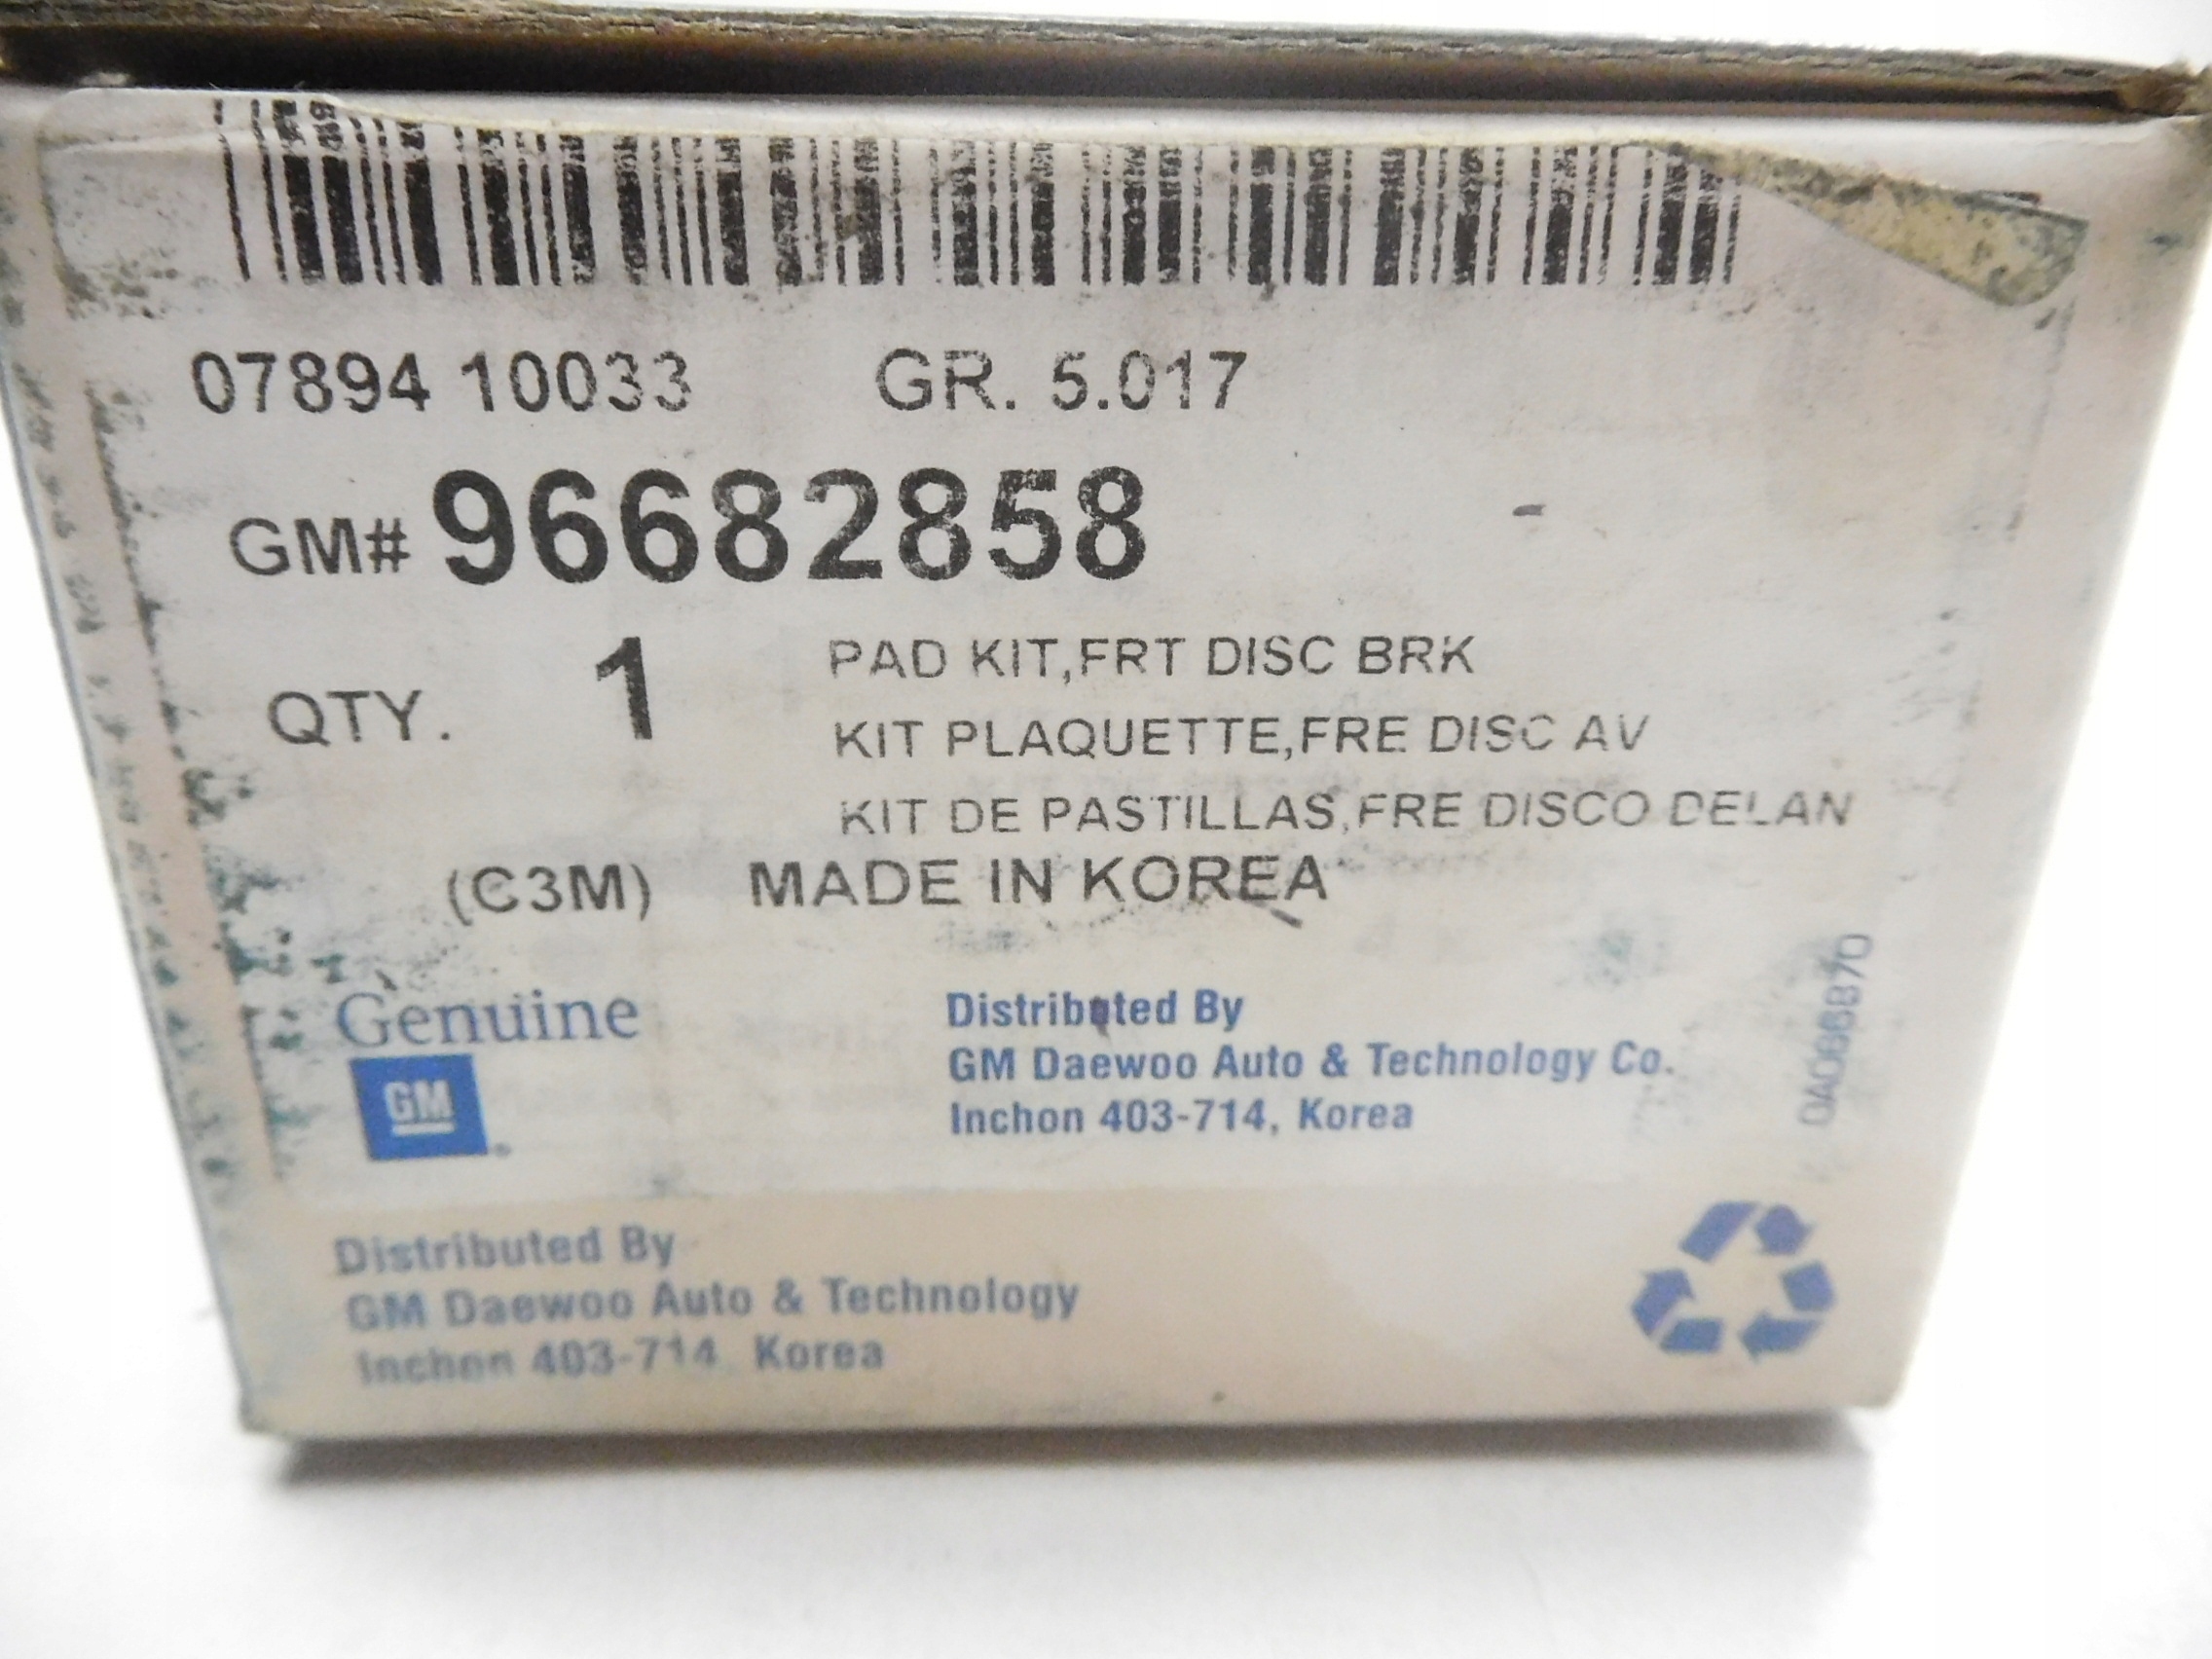 07894 10033 GR. 5.017
GM# 96682858
QTY. 1
PAD KIT,FRT DISC BRK
KIT PLAQUETTE,FRE DISC AV
KIT DE PASTILLAS,FRE DISCO DELAN
(C3M) MADE IN KOREA
Genuine
GM
Distributed By
GM Daewoo Auto & Technology Co.
Inchon 403-714, Korea
Distributed By
GM Daewoo Auto & Technology
Inchon 403-714, Korea